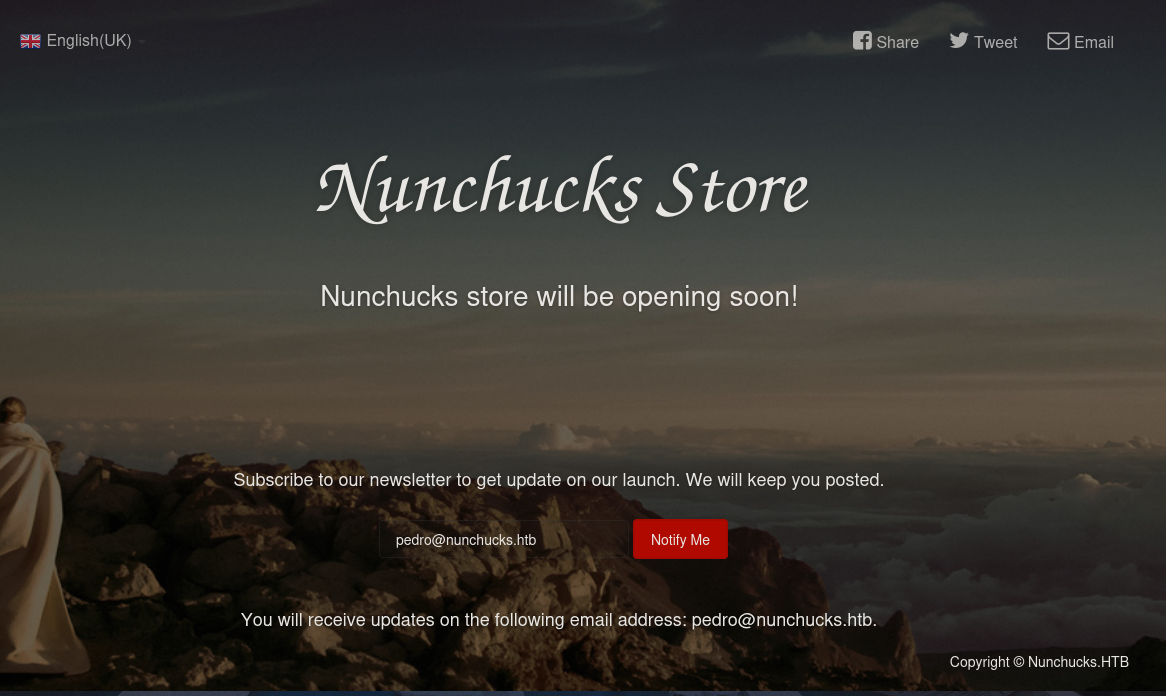 English(UK)
Share
Tweet
Email
Nunchucks Store
Nunchucks store will be opening soon!
Subscribe to our newsletter to get update on our launch. We will keep you posted.
pedro@nunchucks.htb
Notify Me
You will receive updates on the following email address: pedro@nunchucks.htb.
Copyright © Nunchucks.HTB